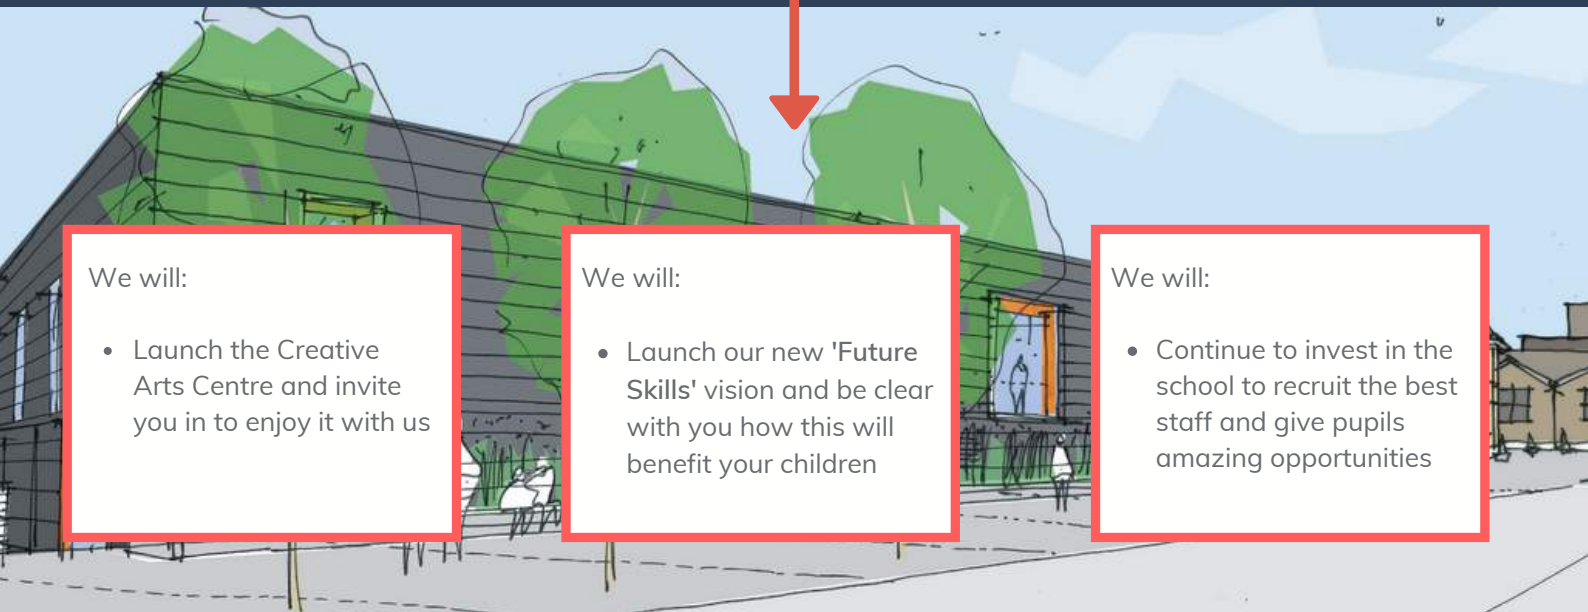 We will:
• Launch the Creative
Arts Centre and invite
you in to enjoy it with us
We will:
• Launch our new 'Future
Skills' vision and be clear
with you how this will
benefit your children
We will:
• Continue to invest in the
school to recruit the best
staff and give pupils
amazing opportunities